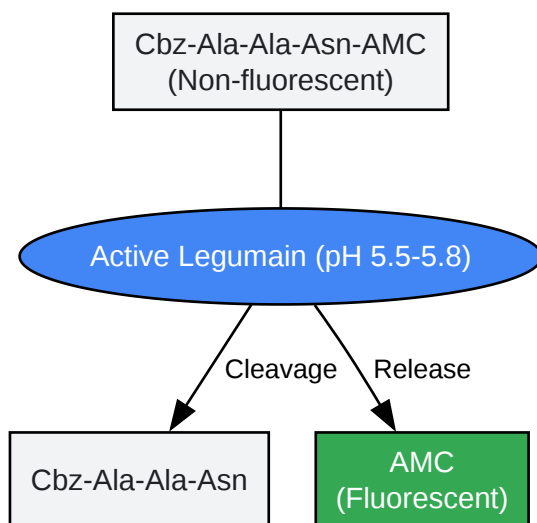 Cbz-Ala-Ala-Asn-AMC
(Non-fluorescent)
Active Legumain (pH 5.5-5.8)
Cleavage
Release
Cbz-Ala-Ala-Asn
AMC
(Fluorescent)